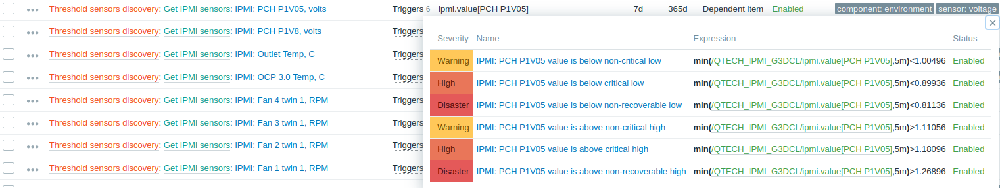 Threshold sensors discovery: Get IPMI sensors: IPMI: PCH P1V05, volts Triggers 6 ipmi.value[PCH P1V05] 7d 365d Dependent item Enabled component: environment sensor: voltage
Threshold sensors discovery: Get IPMI sensors: IPMI: PCH P1V8, volts Triggers
Threshold sensors discovery: Get IPMI sensors: IPMI: Outlet Temp, C Triggers
Threshold sensors discovery: Get IPMI sensors: IPMI: OCP 3.0 Temp, C Triggers
Threshold sensors discovery: Get IPMI sensors: IPMI: Fan 4 twin 1, RPM Triggers
Threshold sensors discovery: Get IPMI sensors: IPMI: Fan 3 twin 1, RPM Triggers
Threshold sensors discovery: Get IPMI sensors: IPMI: Fan 2 twin 1, RPM Triggers
Threshold sensors discovery: Get IPMI sensors: IPMI: Fan 1 twin 1, RPM Triggers
Severity Name Expression Status
Warning IPMI: PCH P1V05 value is below non-critical low min(/QTECH_IPMI_G3DCL/ipmi.value[PCH P1V05],5m)<1.00496 Enabled
High IPMI: PCH P1V05 value is below critical low min(/QTECH_IPMI_G3DCL/ipmi.value[PCH P1V05],5m)<0.89936 Enabled
Disaster IPMI: PCH P1V05 value is below non-recoverable low min(/QTECH_IPMI_G3DCL/ipmi.value[PCH P1V05],5m)<0.81136 Enabled
Warning IPMI: PCH P1V05 value is above non-critical high min(/QTECH_IPMI_G3DCL/ipmi.value[PCH P1V05],5m)>1.11056 Enabled
High IPMI: PCH P1V05 value is above critical high min(/QTECH_IPMI_G3DCL/ipmi.value[PCH P1V05],5m)>1.18096 Enabled
Disaster IPMI: PCH P1V05 value is above non-recoverable high min(/QTECH_IPMI_G3DCL/ipmi.value[PCH P1V05],5m)>1.26896 Enabled